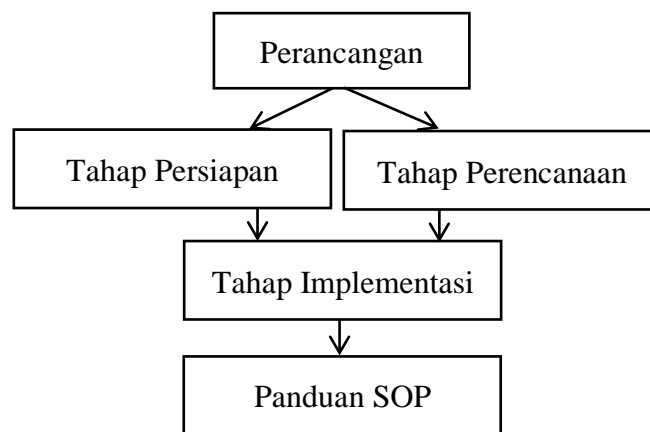 Perancangan
Tahap Persiapan
Tahap Perencanaan
Tahap Implementasi
Panduan SOP